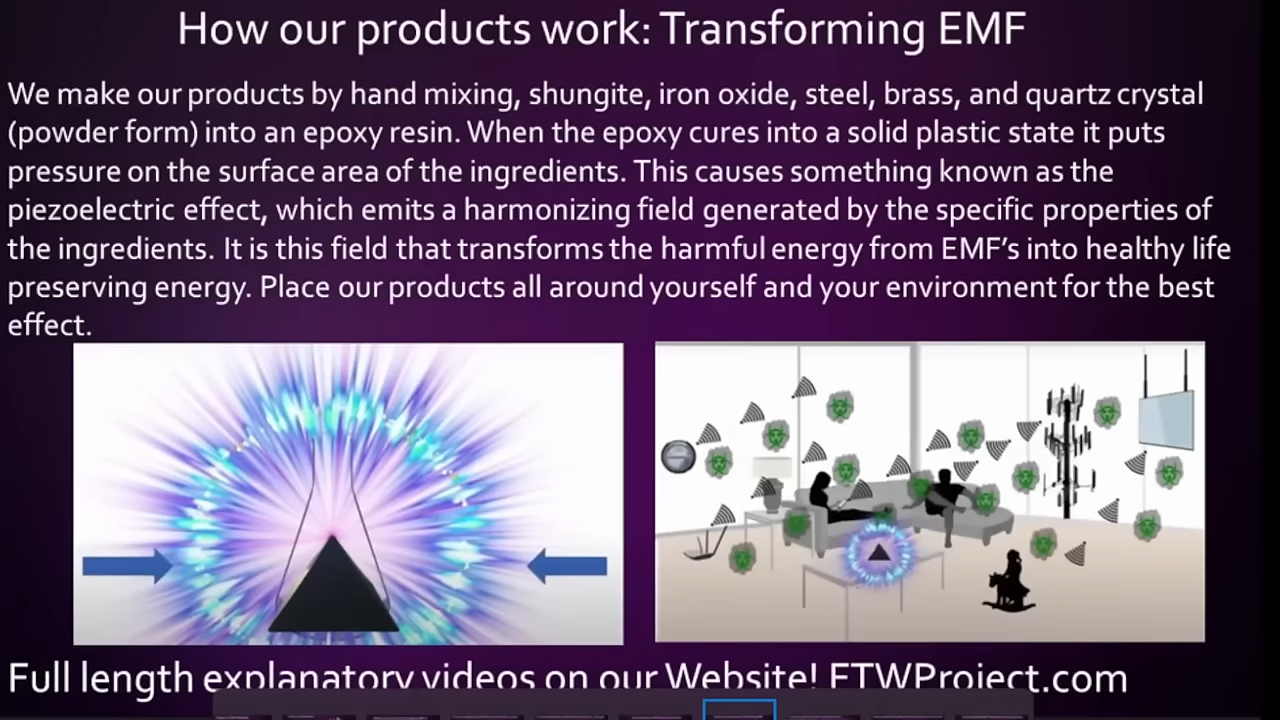 How our products work: Transforming EMF
We make our products by hand mixing, shungite, iron oxide, steel, brass, and quartz crystal
(powder form) into an epoxy resin. When the epoxy cures into a solid plastic state it puts
pressure on the surface area of the ingredients. This causes something known as the
piezoelectric effect, which emits a harmonizing field generated by the specific properties of
the ingredients. It is this field that transforms the harmful energy from EMF’s into healthy life
preserving energy. Place our products all around yourself and your environment for the best
effect.
Full length explanatory videos on our Website! FTWProject.com